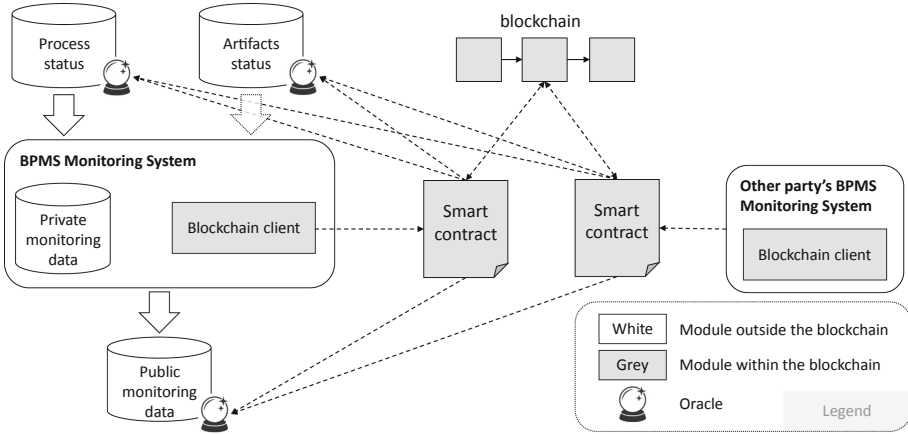 Process
status
Artifacts
status
blockchain
BPMS Monitoring System
Private
monitoring
data
Blockchain client
Smart
contract
Smart
contract
Other party's BPMS
Monitoring System
Blockchain client
Public
monitoring
data
White
Module outside the blockchain
Grey
Module within the blockchain
Oracle
Legend